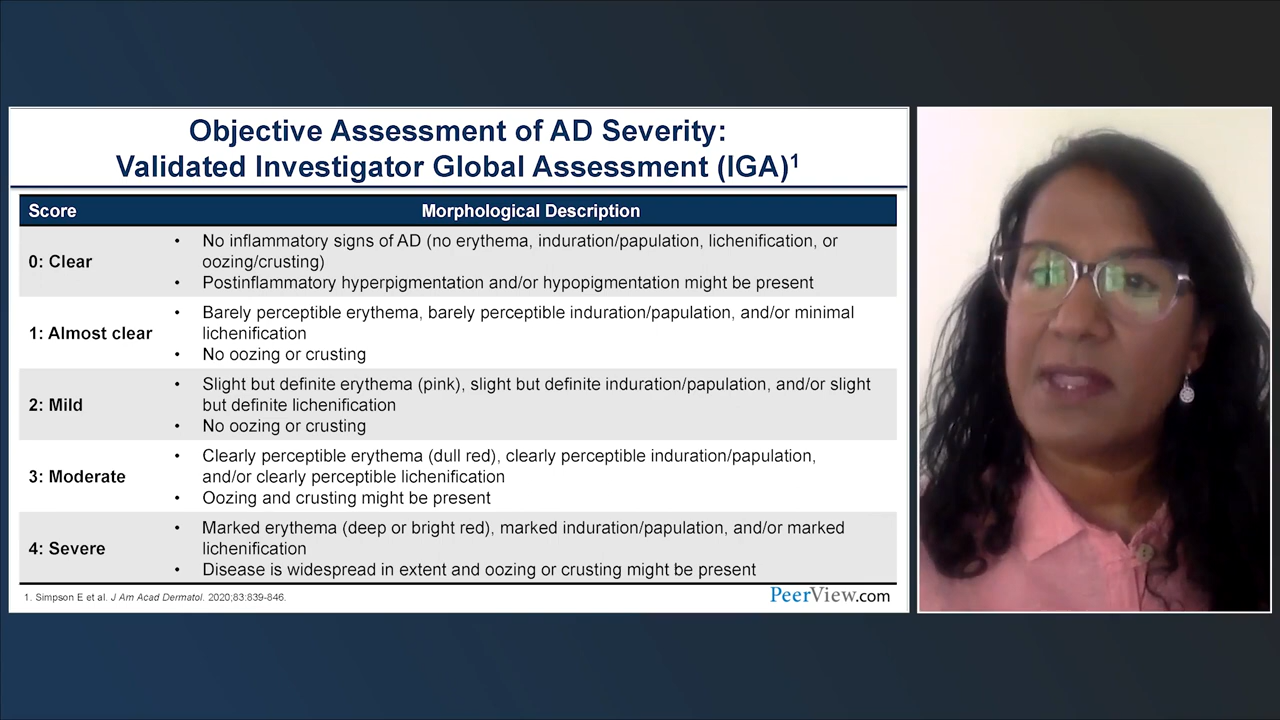 Objective Assessment of AD Severity:
Validated Investigator Global Assessment (IGA)1
Score Morphological Description
0: Clear
• No inflammatory signs of AD (no erythema, induration/papulation, lichenification, or
oozing/crusting)
• Postinflammatory hyperpigmentation and/or hypopigmentation might be present
1: Almost clear
• Barely perceptible erythema, barely perceptible induration/papulation, and/or minimal
lichenification
• No oozing or crusting
2: Mild
• Slight but definite erythema (pink), slight but definite induration/papulation, and/or slight
but definite lichenification
• No oozing or crusting
3: Moderate
• Clearly perceptible erythema (dull red), clearly perceptible induration/papulation,
and/or clearly perceptible lichenification
• Oozing and crusting might be present
4: Severe
• Marked erythema (deep or bright red), marked induration/papulation, and/or marked
lichenification
• Disease is widespread in extent and oozing or crusting might be present
1. Simpson E et al. J Am Acad Dermatol. 2020;83:839-846.
PeerView.com